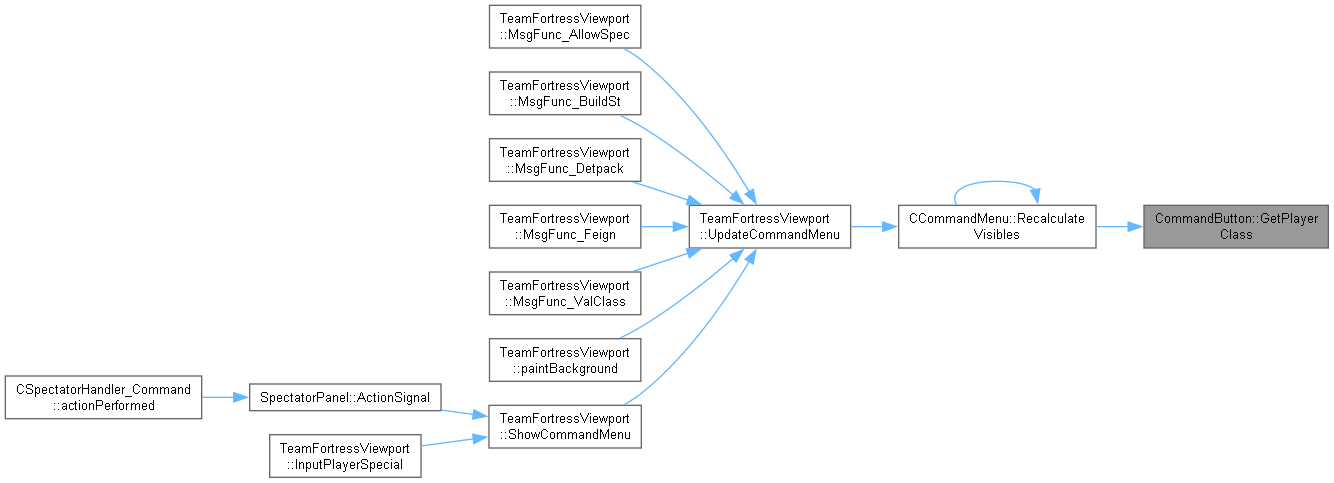 TeamFortressViewport
::MsgFunc_AllowSpec
TeamFortressViewport
::MsgFunc_BuildSt
TeamFortressViewport
::MsgFunc_Detpack
TeamFortressViewport
::MsgFunc_Feign
TeamFortressViewport
::UpdateCommandMenu
CCommandMenu::Recalculate
Visibles
CommandButton::GetPlayer
Class
TeamFortressViewport
::MsgFunc_ValClass
TeamFortressViewport
::paintBackground
CSpectatorHandler_Command
::actionPerformed
SpectatorPanel::ActionSignal
TeamFortressViewport
::ShowCommandMenu
TeamFortressViewport
::InputPlayerSpecial